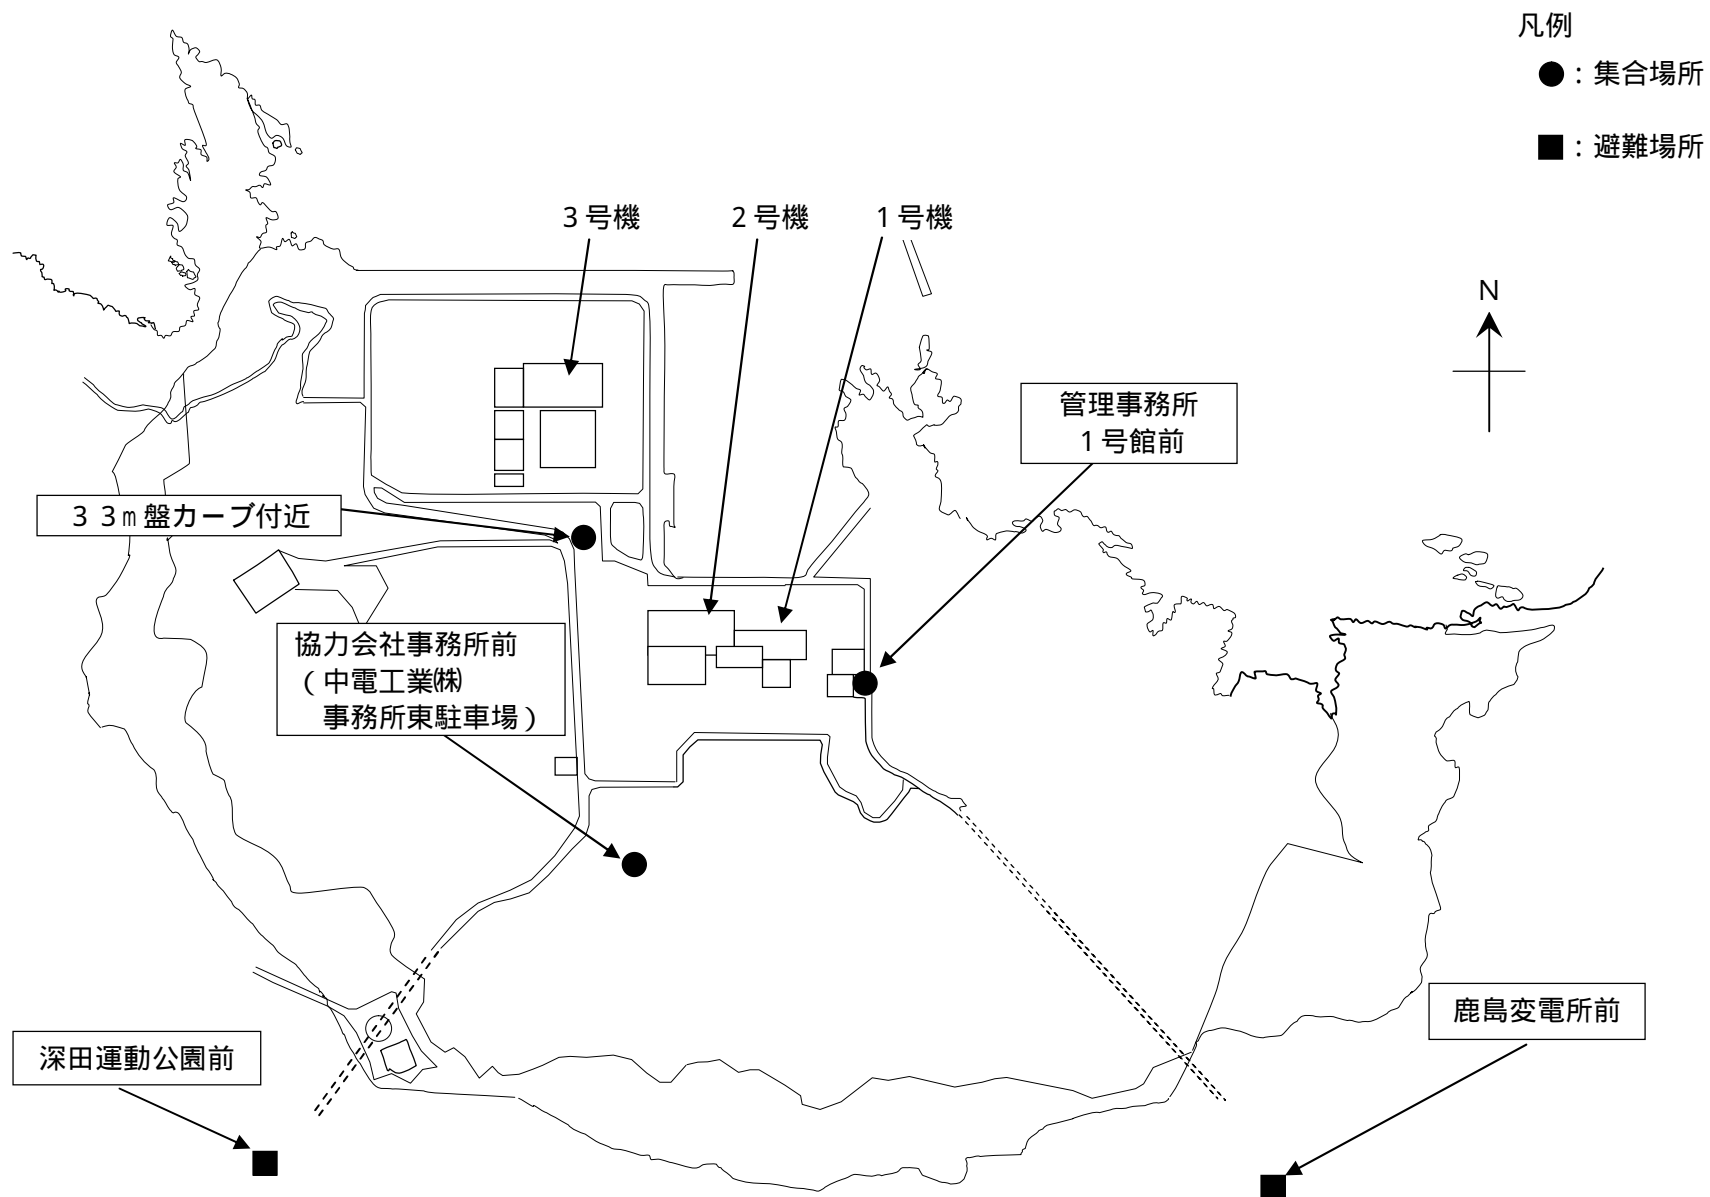 凡例
●：集合場所
■：避難場所
３号機
２号機
１号機
N
管理事務所
１号館前
３３ｍ盤カーブ付近
協力会社事務所前
（中電工業㈱
事務所東駐車場）
鹿島変電所前
深田運動公園前